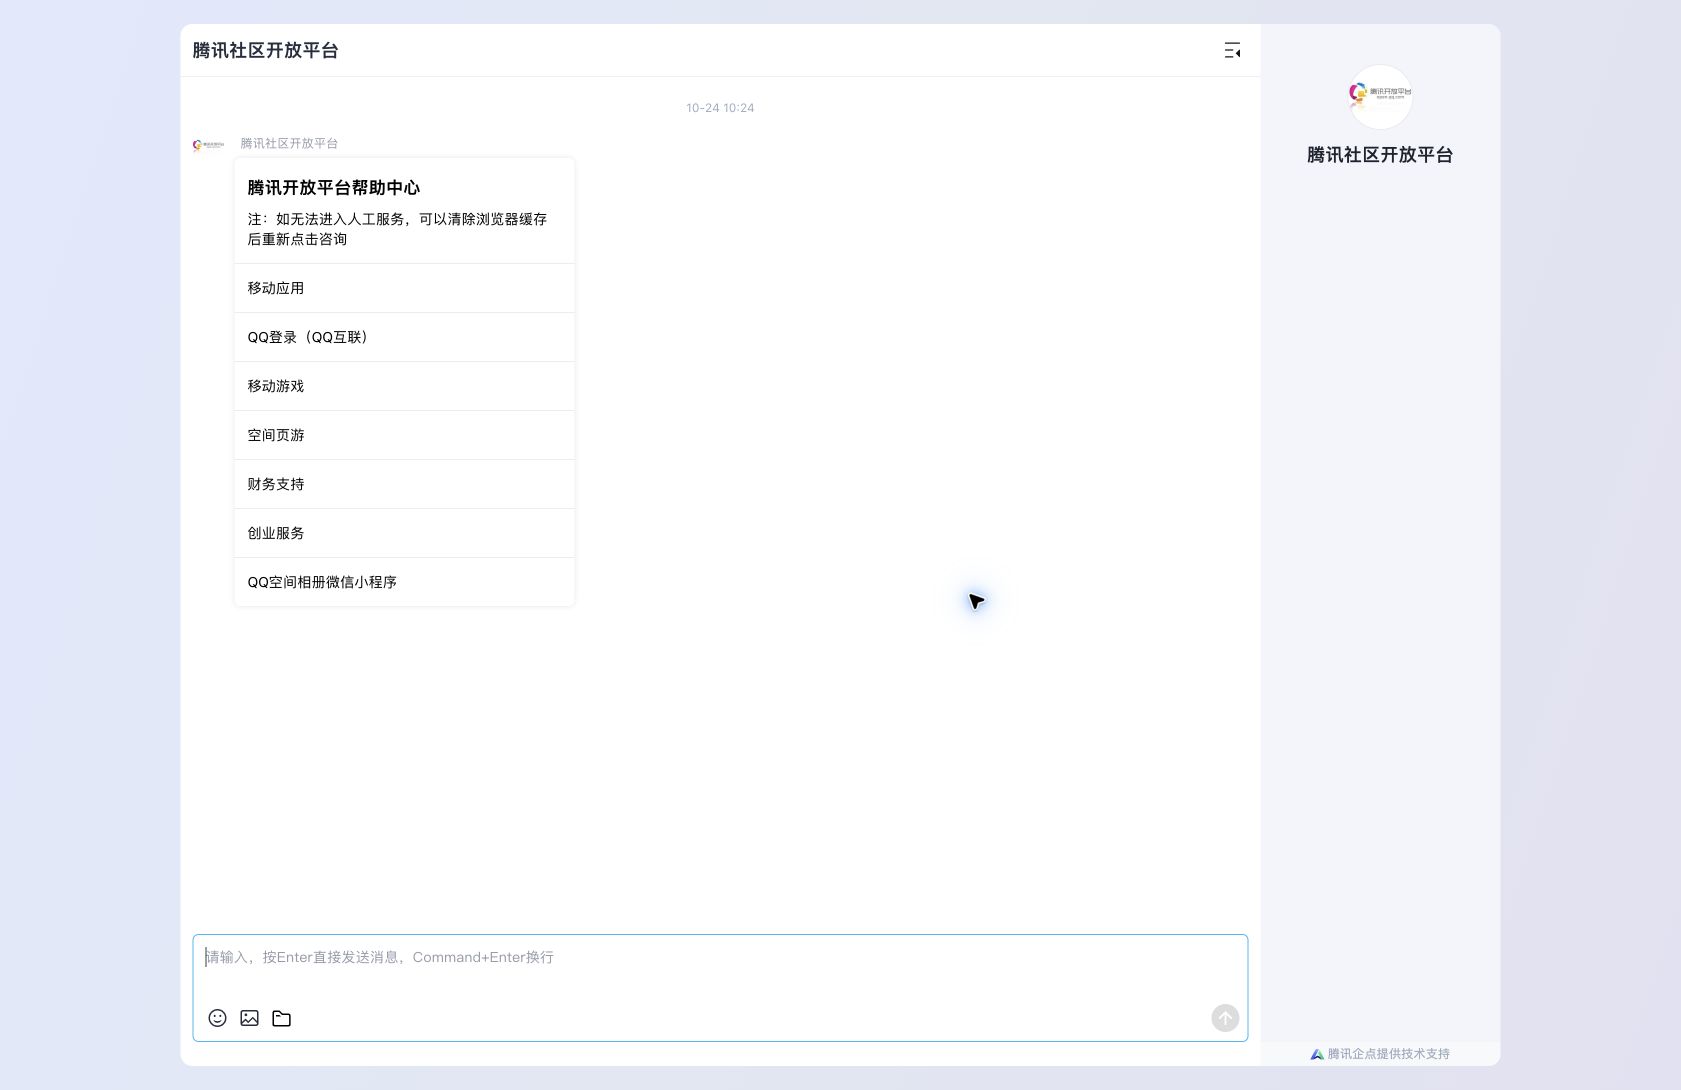 腾讯社区开放平台
10-24 10:24
腾讯社区开放平台
腾讯开放平台帮助中心
注：如无法进入人工服务，可以清除浏览器缓存
后重新点击咨询
移动应用
QQ登录（QQ互联）
移动游戏
空间页游
财务支持
创业服务
QQ空间相册微信小程序
请输入，按Enter直接发送消息，Command+Enter换行
腾讯开放平台
腾讯社区开放平台
腾讯企点提供技术支持